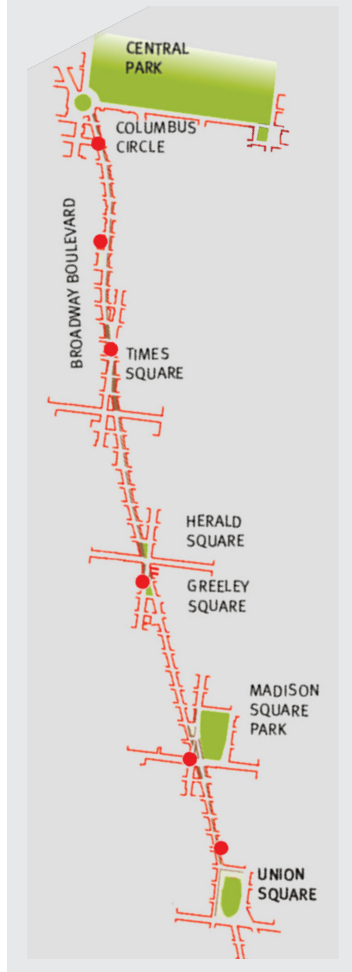 CENTRAL
PARK
COLUMBUS
CIRCLE
BROADWAY BOULEVARD
TIMES
SQUARE
HERALD
SQUARE
GREELEY
SQUARE
MADISON
SQUARE
PARK
UNION
SQUARE